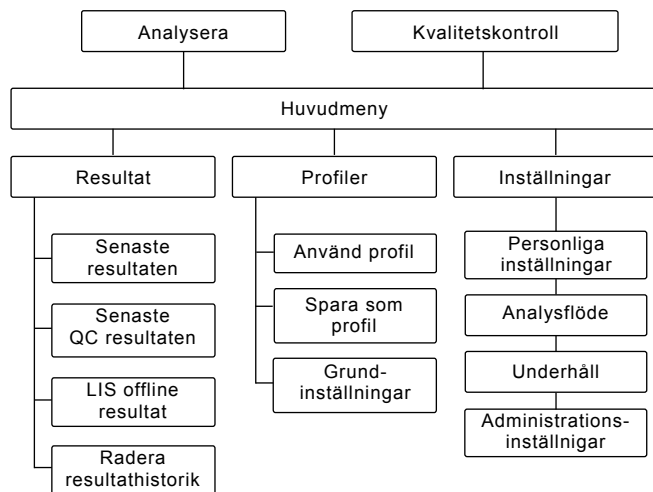 Analysera
Kvalitetskontroll
Huvudmeny
Resultat
Profiler
Inställningar
Senaste
resultaten
Senaste
QC resultaten
LIS offline
resultat
Radera
resultathistorik
Använd profil
Spara som
profil
Grund-
inställningar
Personliga
inställningar
Analysflöde
Underhåll
Administrations-
inställnigar